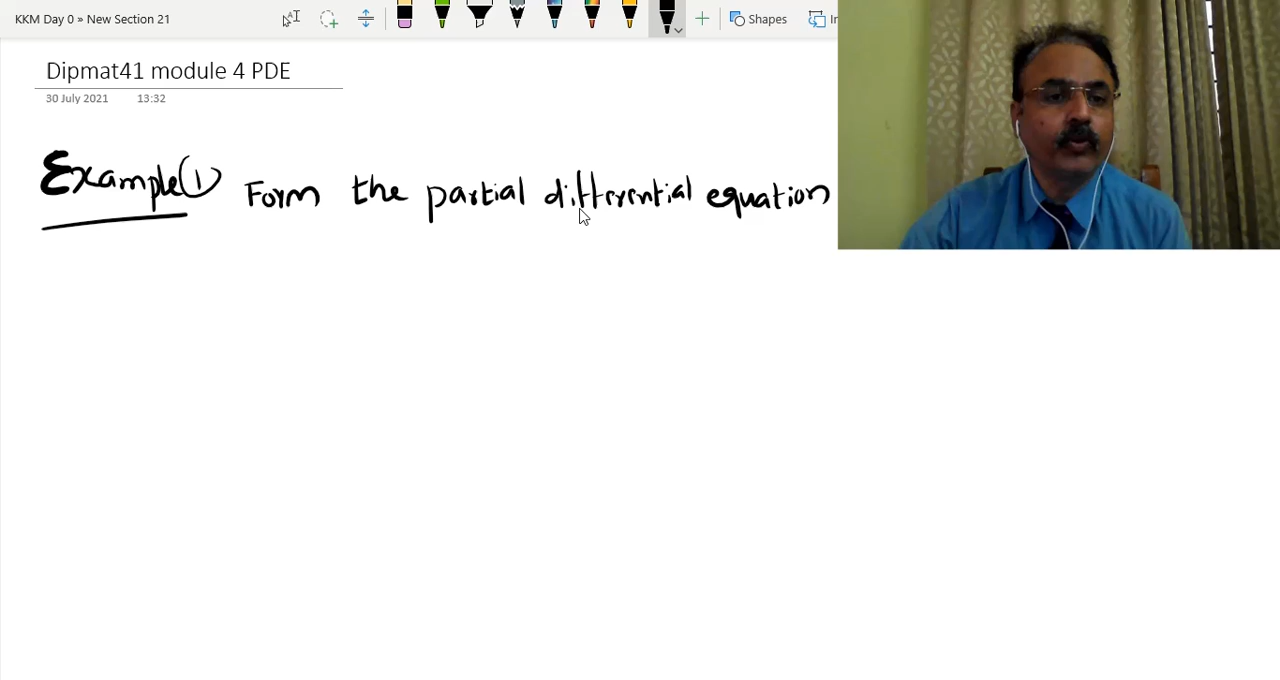 KKM Day 0 » New Section 21
Shapes
In
Dipmat41 module 4 PDE
30 July 2021 13:32
Example(1) Form the partial differential equation